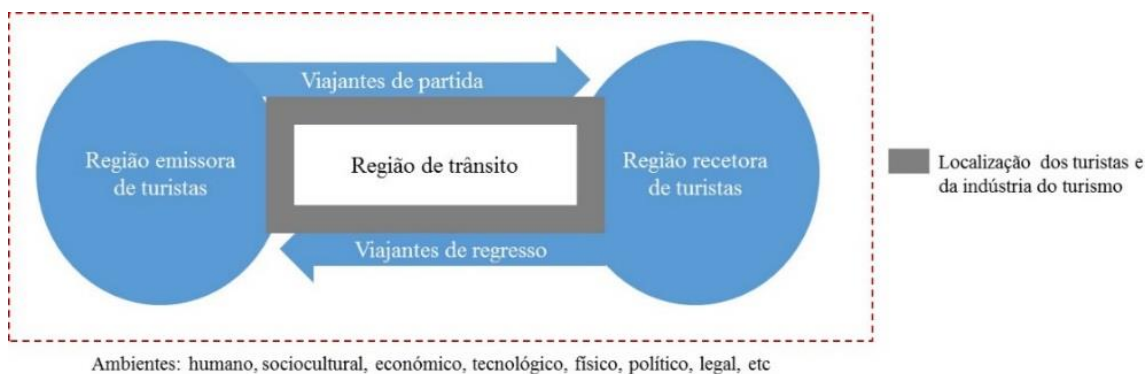 Viajantes de partida
Região emissora
de turistas
Região de trânsito
Região recetora
de turistas
Localização dos turistas e
da indústria do turismo
Viajantes de regresso
Ambientes: humano, sociocultural, económico, tecnológico, físico, político, legal, etc